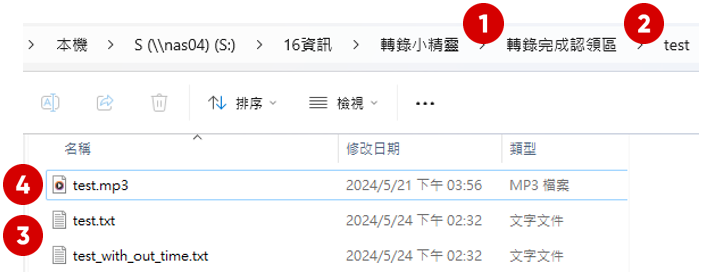 1 2
> 本機 > S (\\nas04) (S:) > 16資訊 > 轉錄小精靈 > 轉錄完成認領區 > test
排序 檢視 ...
名稱 修改日期 類型
4 test.mp3 2024/5/21 下午 03:56 MP3 檔案
test.txt 2024/5/24 下午 02:32 文字文件
3
test_with_out_time.txt 2024/5/24 下午 02:32 文字文件